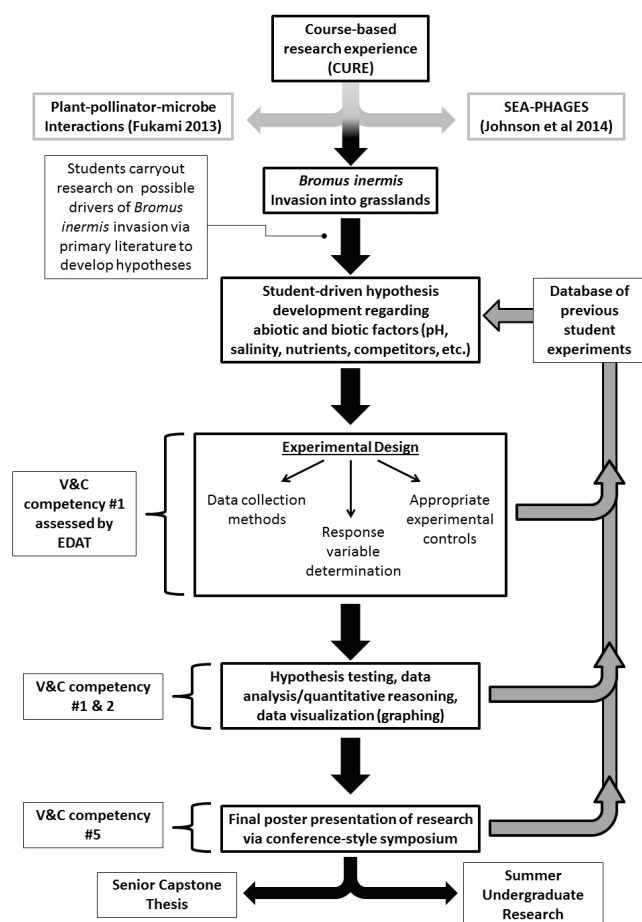 Course-based
research experience
(CURE)
Plant-pollinator-microbe
Interactions (Fukami 2013)
SEA-PHAGES
(Johnson et al 2014)
Students carryout
research on possible
drivers of Bromus
inermis invasion via
primary literature to
develop hypotheses
Bromus inermis
Invasion into grasslands
Student-driven hypothesis
development regarding
abiotic and biotic factors (pH,
salinity, nutrients, competitors, etc.)
Database of
previous
student
experiments
V&C
competency #1
assessed by
EDAT
Experimental Design
Data collection
methods
Response
variable
determination
Appropriate
experimental
controls
V&C competency
#1 & 2
Hypothesis testing, data
analysis/quantitative reasoning,
data visualization (graphing)
V&C competency
#5
Final poster presentation of research
via conference-style symposium
Senior Capstone
Thesis
Summer
Undergraduate
Research